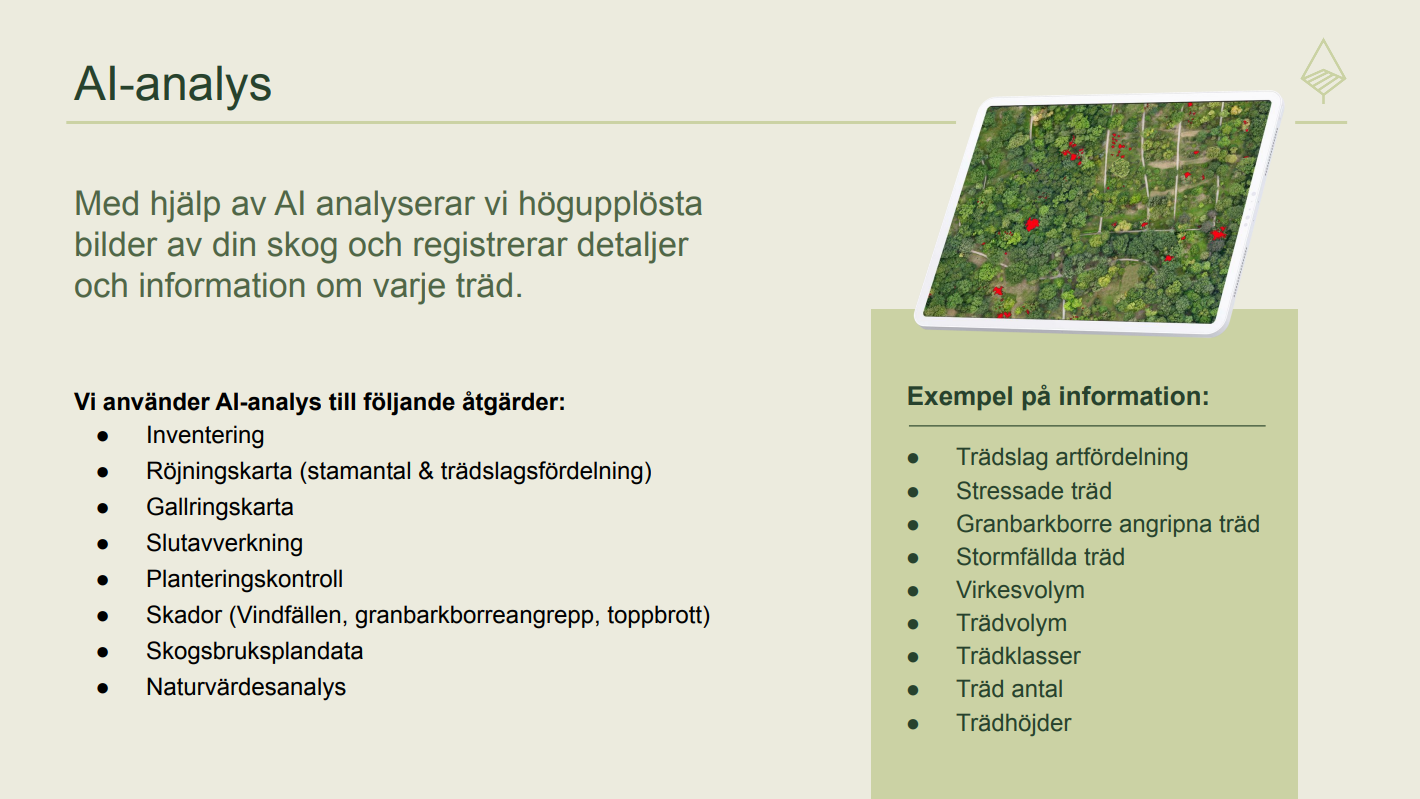 AI-analys
Med hjälp av AI analyserar vi högupplösta
bilder av din skog och registrerar detaljer
och information om varje träd.
Vi använder AI-analys till följande åtgärder:
● Inventering
● Röjningskarta (stamantal & trädslagsfördelning)
● Gallringskarta
● Slutavverkning
● Planteringskontroll
● Skador (Vindfällen, granbarkborreangrepp, toppbrott)
● Skogsbruksplandata
● Naturvärdesanalys
Exempel på information:
● Trädslag artfördelning
● Stressade träd
● Granbarkborre angripna träd
● Stormfällda träd
● Virkesvolym
● Trädvolym
● Trädklasser
● Träd antal
● Trädhöjder